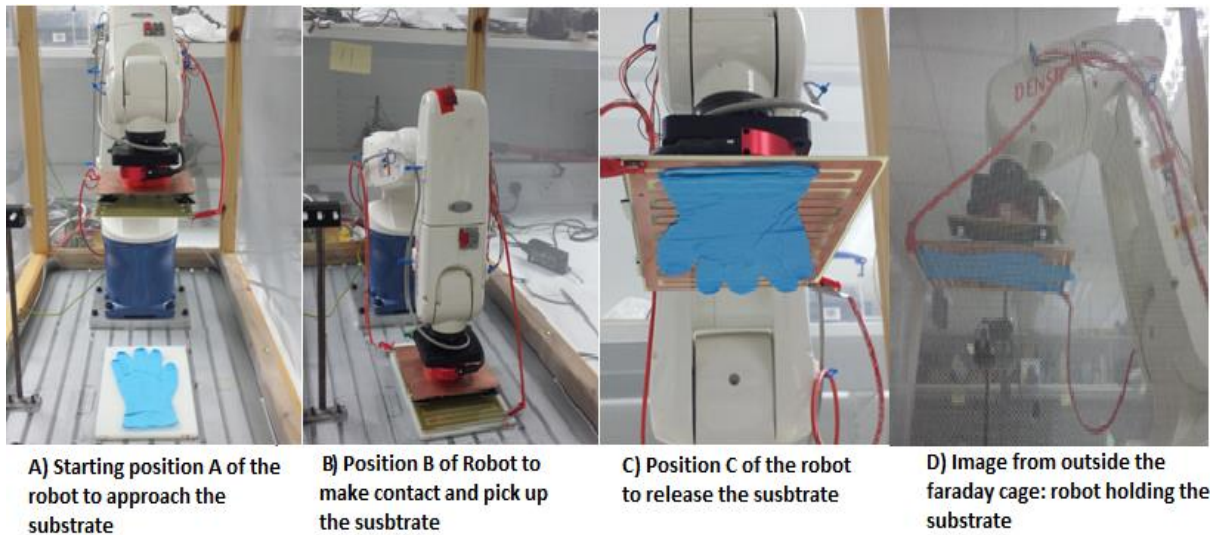 DENSO
A) Starting position A of the
robot to approach the
substrate
B) Position B of Robot to
make contact and pick up
the susbtrate
C) Position C of the robot
to release the susbtrate
D) Image from outside the
faraday cage: robot holding the
substrate